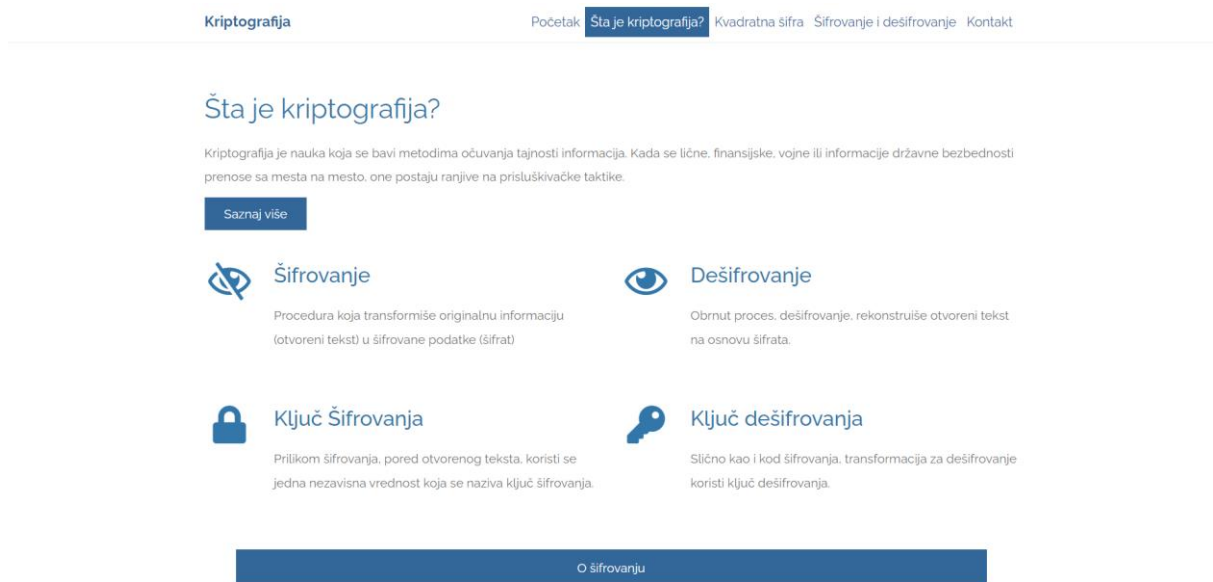 Kriptografija
Početak Šta je kriptografija? Kvadratna šifra Šifrovanje i dešifrovanje Kontakt
Šta je kriptografija?
Kriptografija je nauka koja se bavi metodima očuvanja tajnosti informacija. Kada se lične, finansijske, vojne ili informacije državne bezbednosti
prenose sa mesta na mesto, one postaju ranjive na prisluškivačke taktike.
Saznaj više
Šifrovanje
Procedura koja transformiše originalnu informaciju
(otvoreni tekst) u šifrovane podatke (šifrat)
Dešifrovanje
Obrnut proces, dešifrovanje, rekonstruiše otvoreni tekst
na osnovu šifrata.
Ključ Šifrovanja
Prilikom šifrovanja, pored otvorenog teksta, koristi se
jedna nezavisna vrednost koja se naziva ključ šifrovanja.
Ključ dešifrovanja
Slično kao i kod šifrovanja, transformacija za dešifrovanje
koristi ključ dešifrovanja.
O šifrovanju